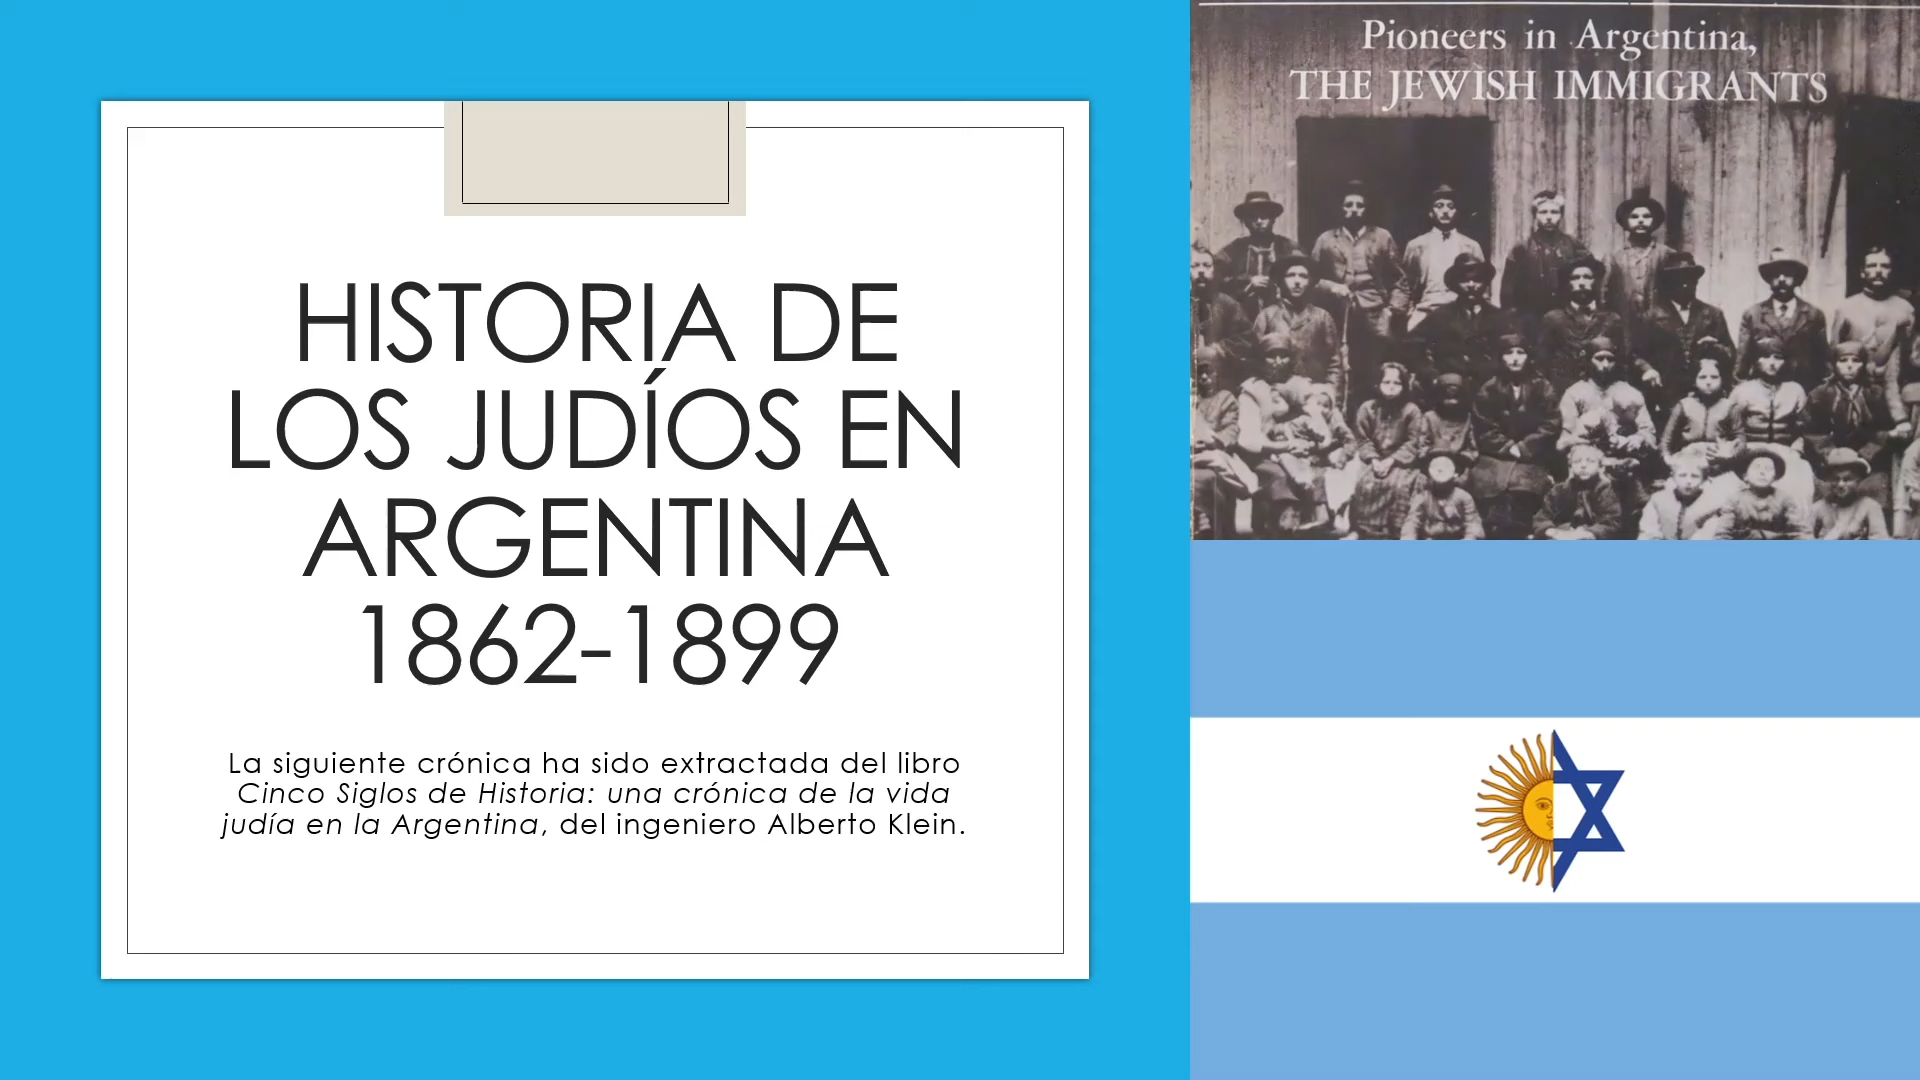 HISTORIA DE
LOS JUDÍOS EN
ARGENTINA
1862-1899
La siguiente crónica ha sido extractada del libro
Cinco Siglos de Historia: una crónica de la vida
judía en la Argentina, del ingeniero Alberto Klein.
Pioneers in Argentina,
THE JEWISH IMMIGRANTS